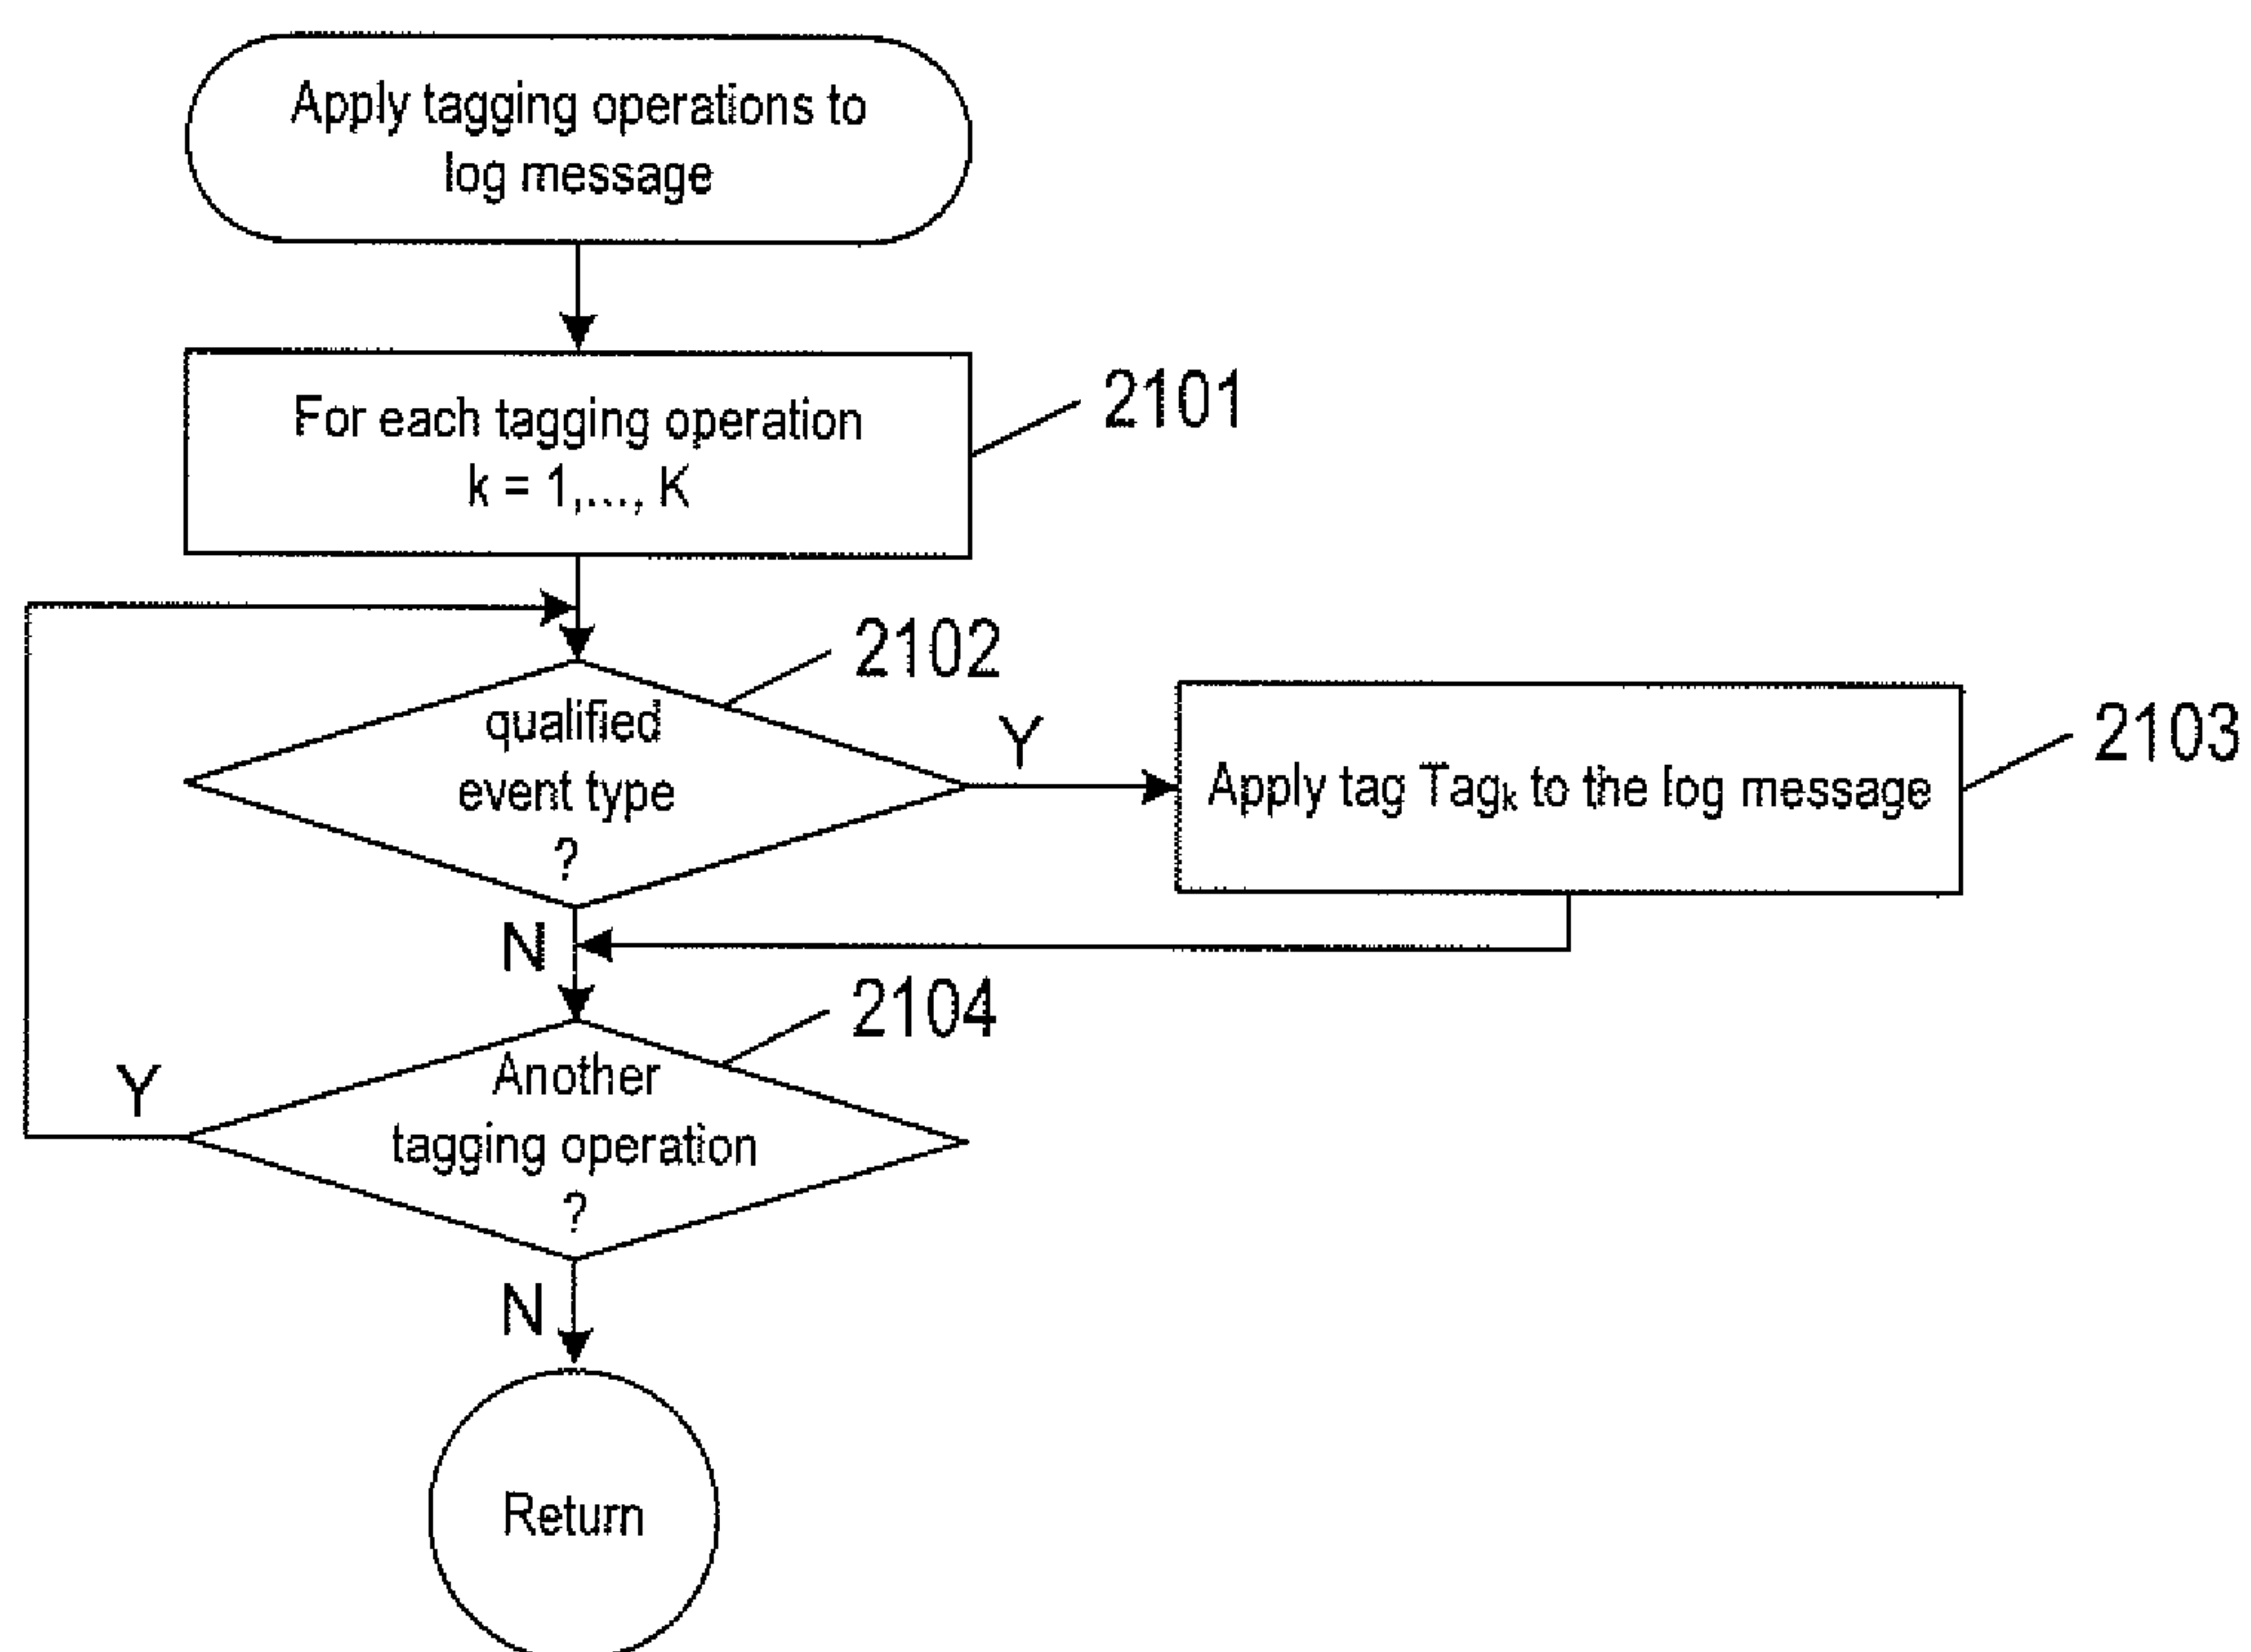 Apply tagging operations to
log message
For each tagging operation
k = 1,..., K
2101
2102
qualified
event type
?
Y
Apply tag Tagₖ to the log message
2103
N
2104
Another
tagging operation
?
Y
N
Return